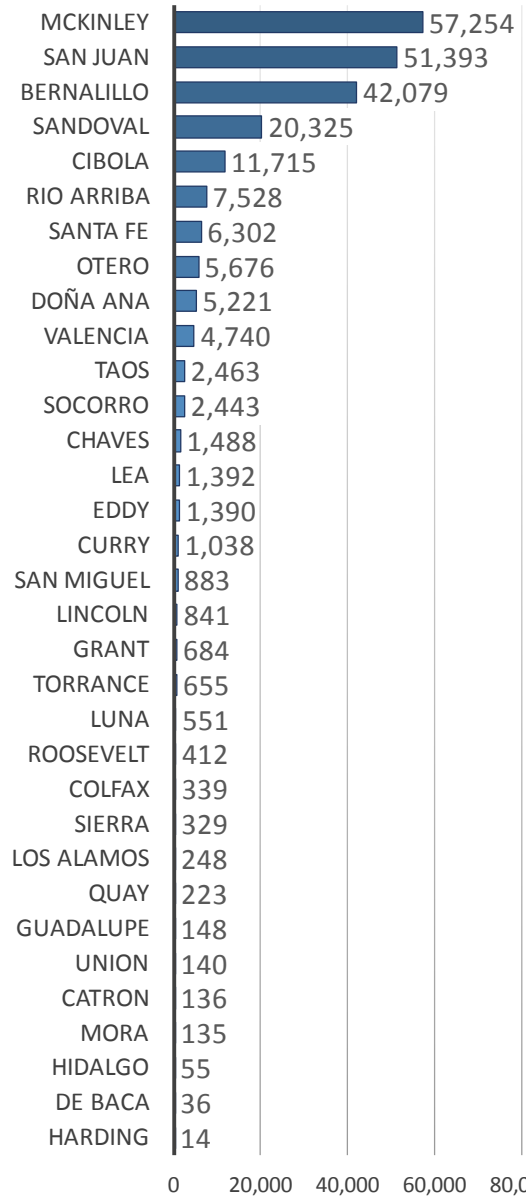 MCKINLEY 57,254
SAN JUAN 51,393
BERNALILLO 42,079
SANDOVAL 20,325
CIBOLA 11,715
RIO ARRIBA 7,528
SANTA FE 6,302
OTERO 5,676
DOÑA ANA 5,221
VALENCIA 4,740
TAOS 2,463
SOCORRO 2,443
CHAVES 1,488
LEA 1,392
EDDY 1,390
CURRY 1,038
SAN MIGUEL 883
LINCOLN 841
GRANT 684
TORRANCE 655
LUNA 551
ROOSEVELT 412
COLFAX 339
SIERRA 329
LOS ALAMOS 248
QUAY 223
GUADALUPE 148
UNION 140
CATRON 136
MORA 135
HIDALGO 55
DE BACA 36
HARDING 14
0 20,000 40,000 60,000